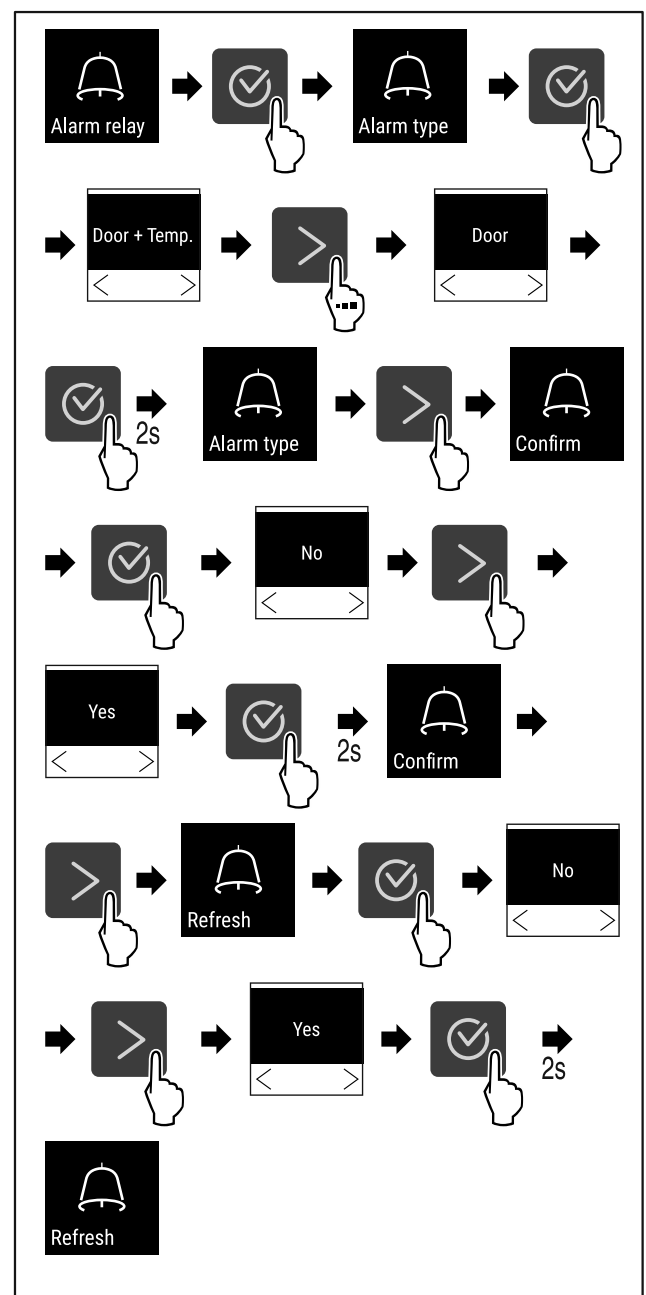 Alarm relay
Alarm type
Door + Temp.
Door
2s
Alarm type
Confirm
No
Yes
2s
Confirm
Refresh
No
Yes
2s
Refresh